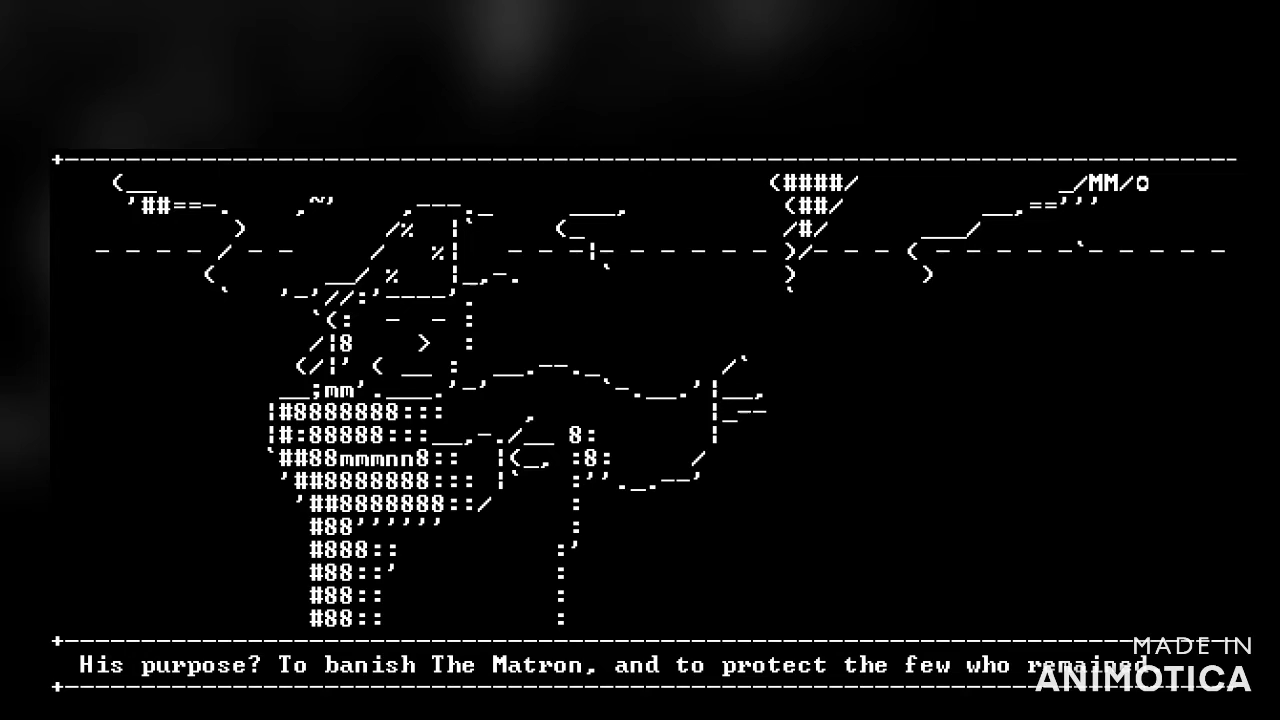 His purpose? To banish The Matron, and to protect the few who remained
MADE IN
ANIMOTICA